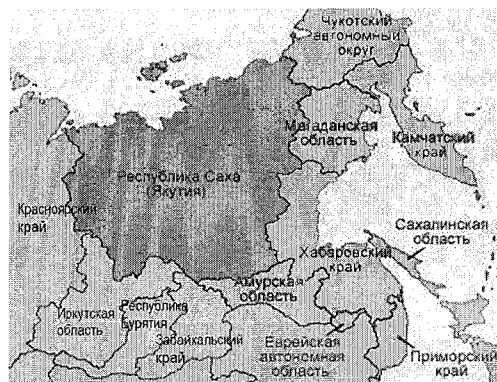 Чукотский
автономный
округ
Магаданская
область
Камчатский
край
Республика Саха
(Якутия)
Красноярский
край
Сахалинская
область
Хабаровский
край
Амурская
область
Иркутская
область
Республика
Бурятия
Забайкальский
край
Еврейская
автономная
область
Приморский
край